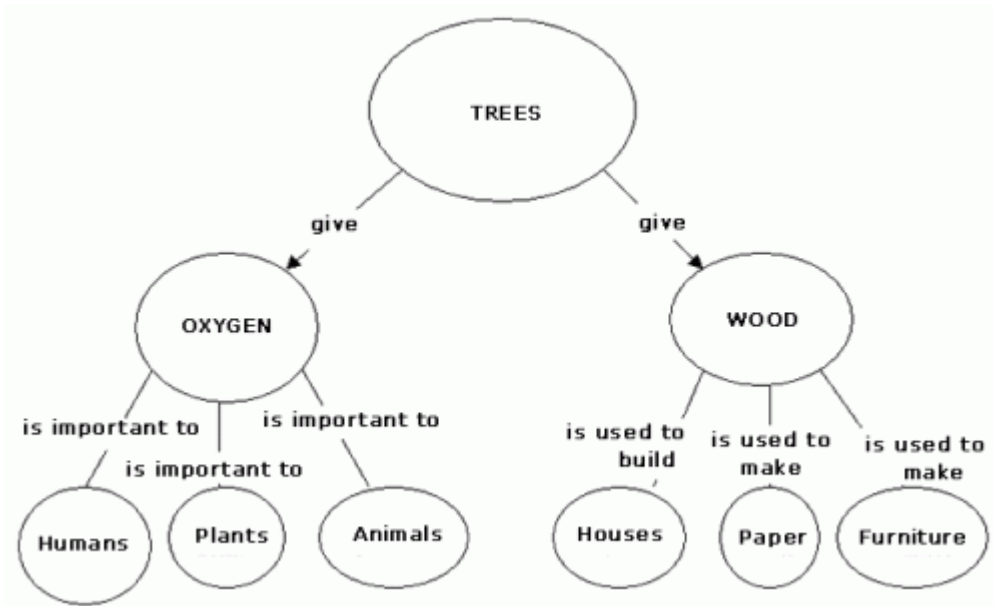 TREES
give
give
OXYGEN
WOOD
is important to
is important to
is important to
is used to
build
is used to
make
is used to
make
Humans
Plants
Animals
Houses
Paper
Furniture